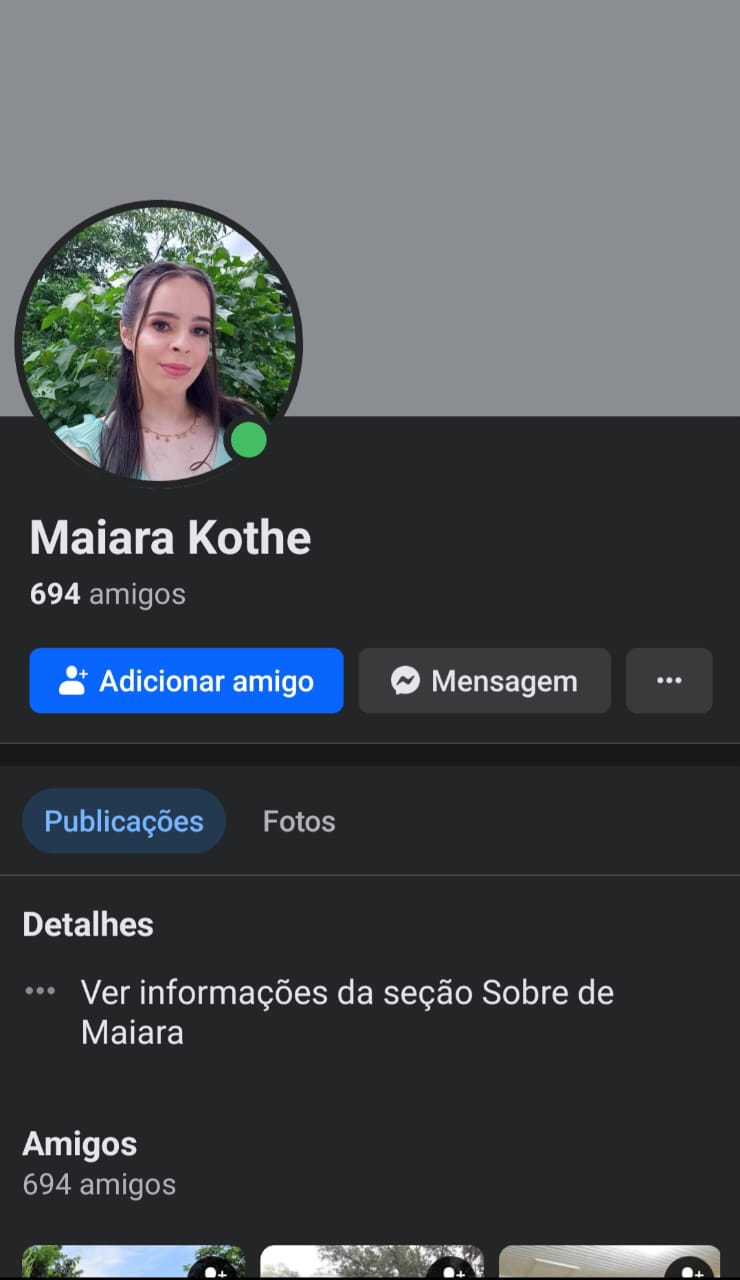 Maiara Kothe
694 amigos
Adicionar amigo
Mensagem
Publicações
Fotos
Detalhes
Ver informações da seção Sobre de
Maiara
Amigos
694 amigos